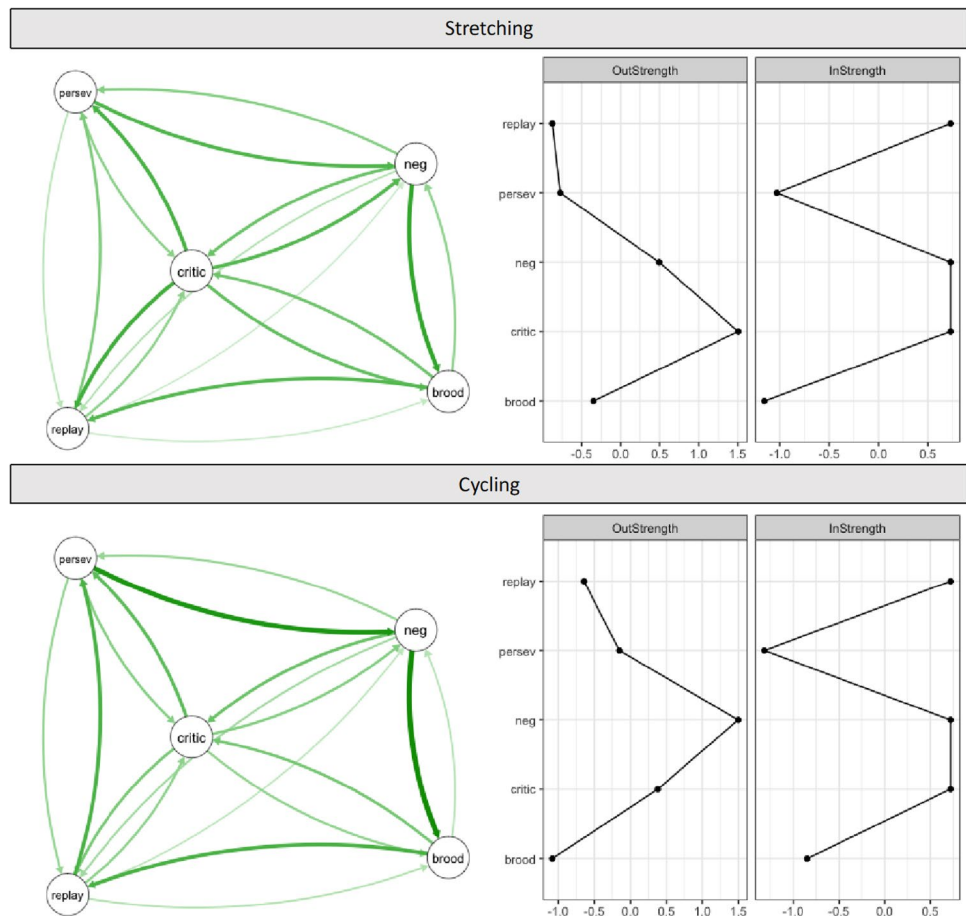 Stretching
OutStrength InStrength
persev
neg
critic
brood
replay
replay
persev
neg
critic
brood
-0.5 0.0 0.5 1.0 1.5 -1.0 -0.5 0.0 0.5
Cycling
OutStrength InStrength
persev
neg
critic
brood
replay
replay
persev
neg
critic
brood
-1.0 -0.5 0.0 0.5 1.0 1.5 -1.0 -0.5 0.0 0.5